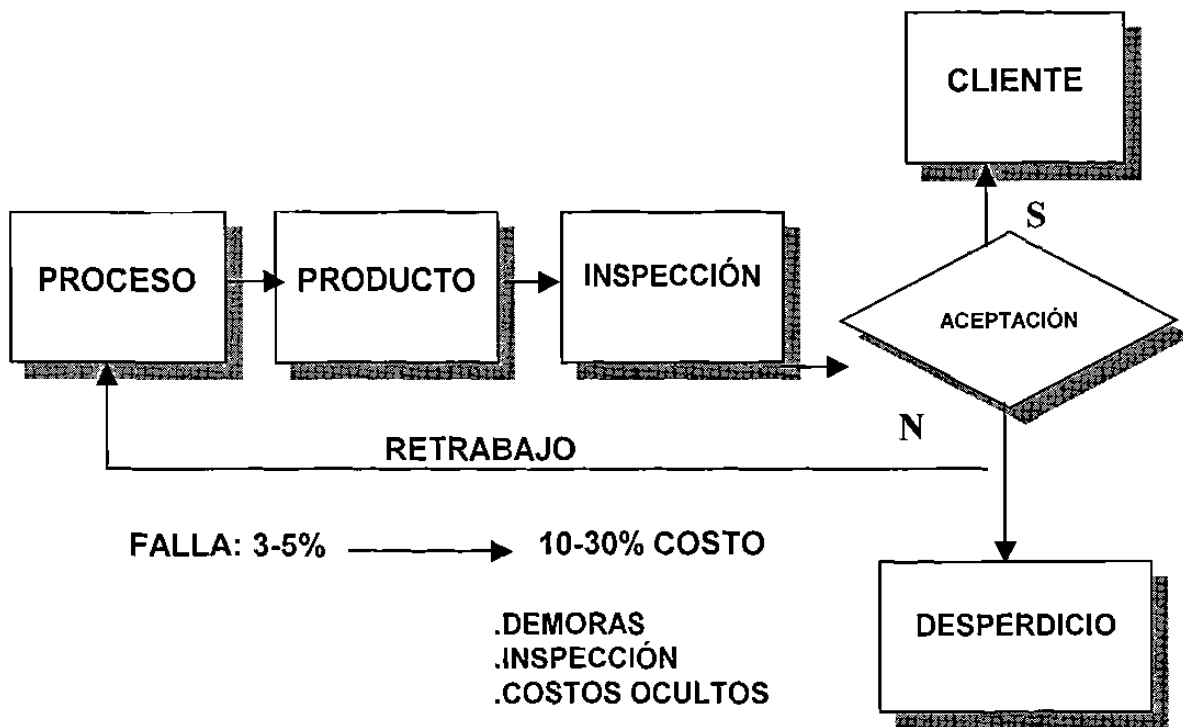 CLIENTE
S
PROCESO
PRODUCTO
INSPECCIÓN
ACEPTACIÓN
N
RETRABAJO
FALLA: 3-5%
10-30% COSTO
.DEMORAS
.INSPECCIÓN
.COSTOS OCULTOS
DESPERDICIO